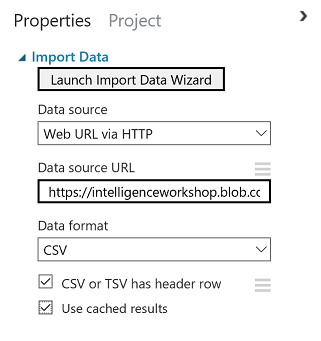 Properties Project
Import Data
Launch Import Data Wizard
Data source
Web URL via HTTP
Data source URL
https://intelligenceworkshop.blob.cc
Data format
CSV
CSV or TSV has header row
Use cached results